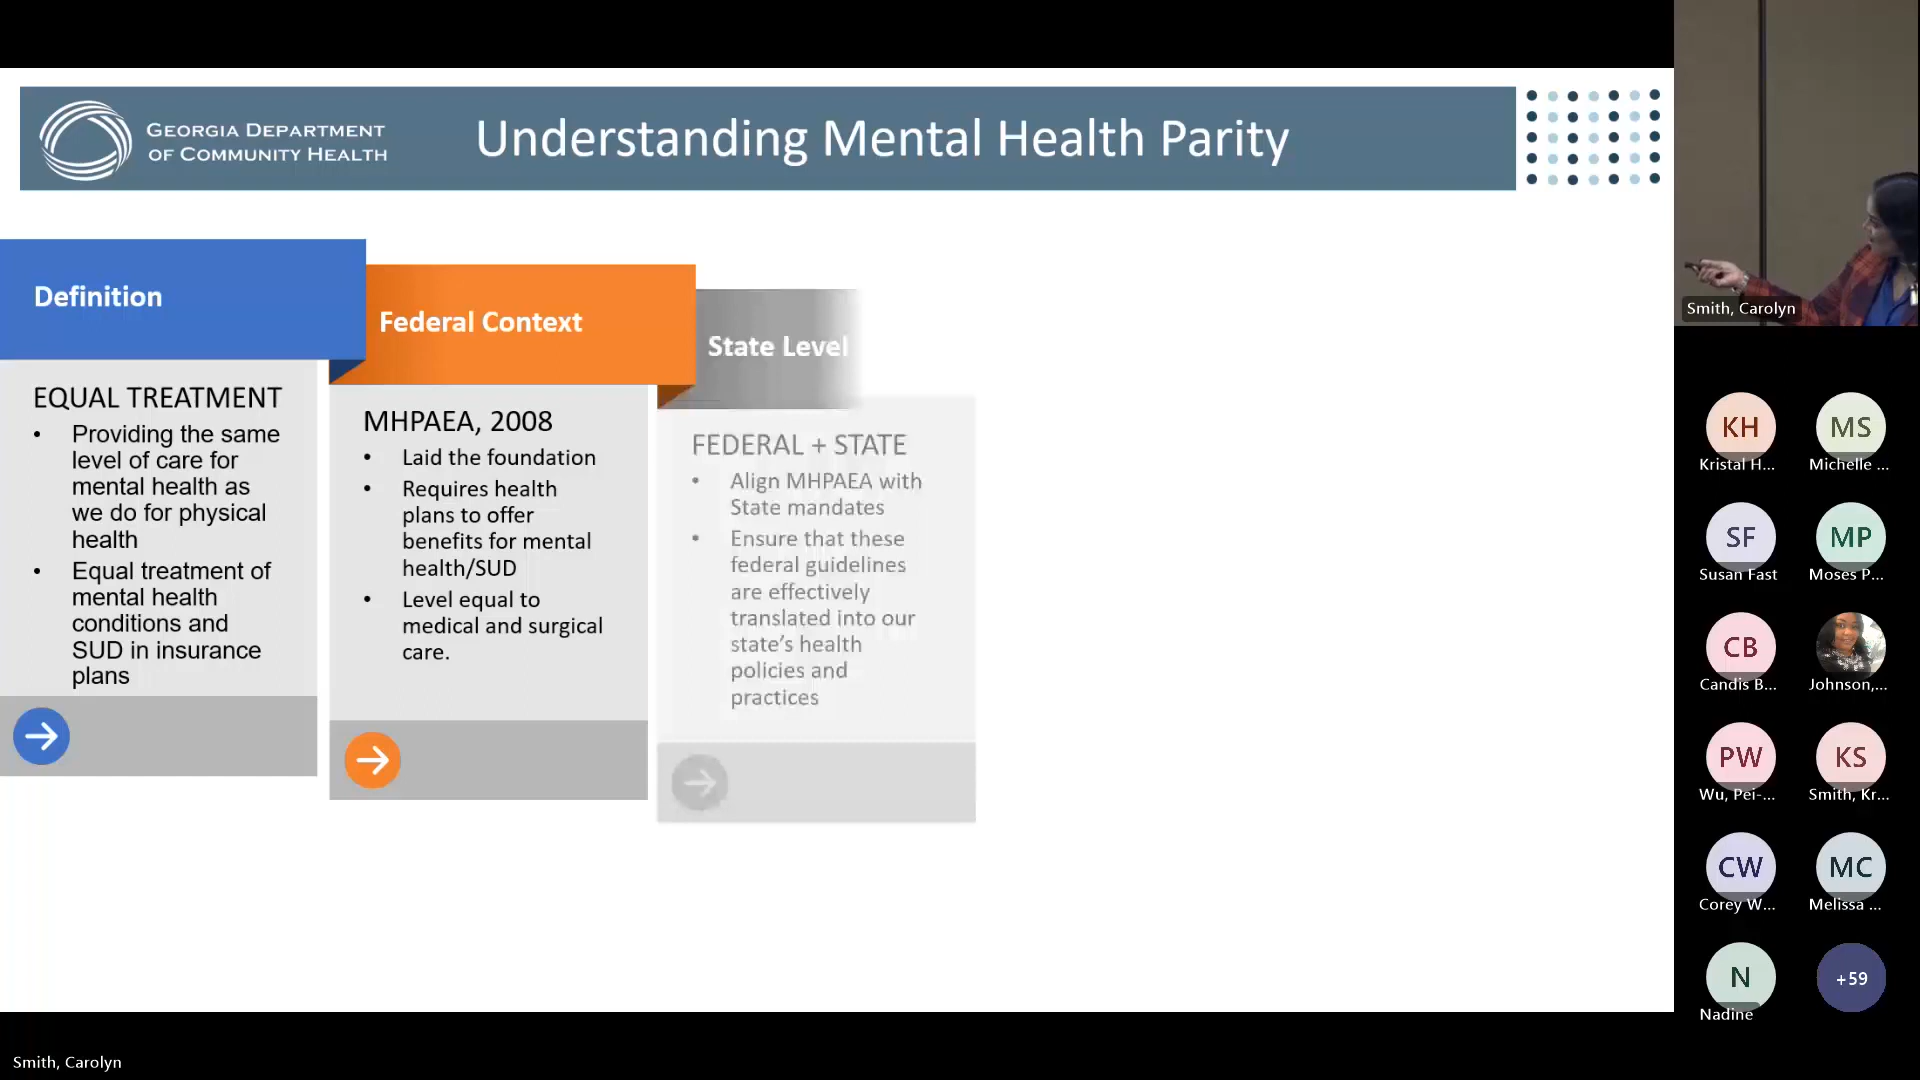 GEORGIA DEPARTMENT
OF COMMUNITY HEALTH
Understanding Mental Health Parity
Definition
EQUAL TREATMENT
• Providing the same
level of care for
mental health as
we do for physical
health
• Equal treatment of
mental health
conditions and
SUD in insurance
plans
Federal Context
MHPAEA, 2008
• Laid the foundation
• Requires health
plans to offer
benefits for mental
health/SUD
• Level equal to
medical and surgical
care.
State Level
FEDERAL + STATE
• Align MHPAEA with
State mandates
• Ensure that these
federal guidelines
are effectively
translated into our
state's health
policies and
practices
Smith, Carolyn
KH
Kristal H...
MS
Michelle ...
SF
Susan Fast
MP
Moses P...
CB
Candis B...
Johnson,...
PW
Wu, Pei-...
KS
Smith, Kr...
CW
Corey W...
MC
Melissa ...
N
Nadine
+59
Smith, Carolyn